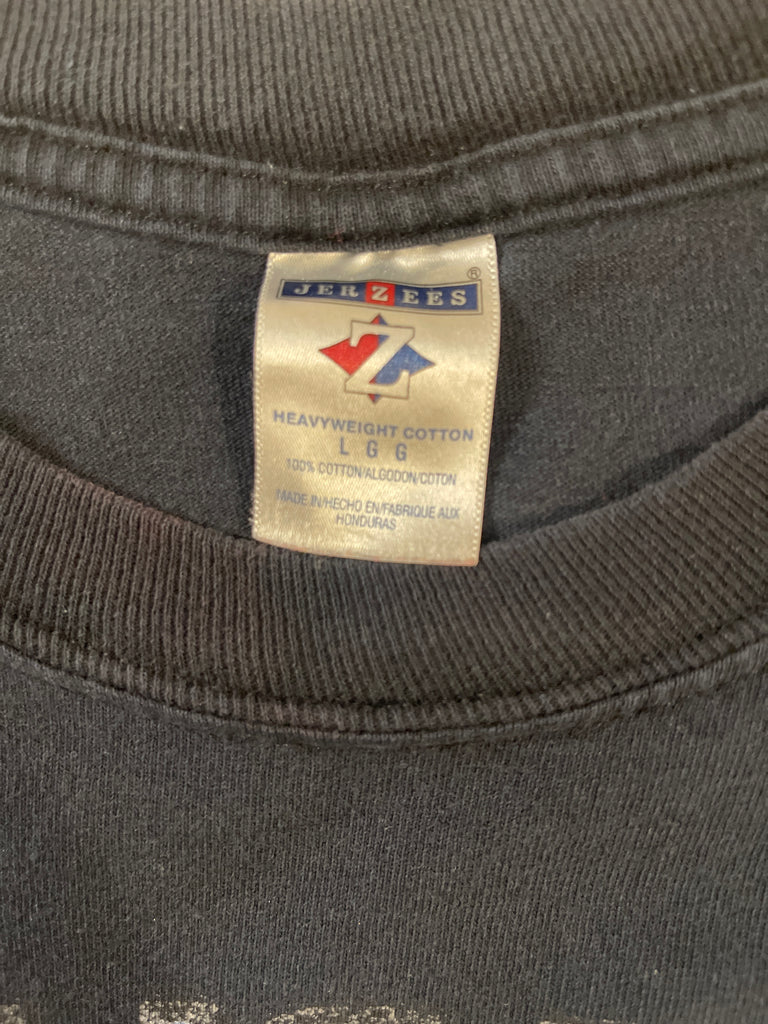 JERZEES ®
Z
HEAVYWEIGHT COTTON
L G G
100% COTTON/ALGODON/COTON
MADE IN/HECHO EN/FABRIQUE AUX
HONDURAS